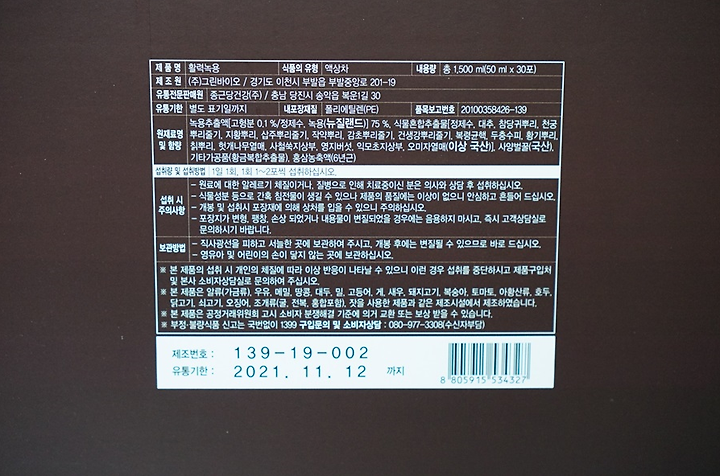 제 품 명 활력녹용 식품의 유형 액상차 내용량 총 1,500 ml(50 ml × 30포)
제 조 원 (주)그린바이오 / 경기도 이천시 부발읍 부발중앙로 201-19
유통전문판매원 종근당건강(주) / 충남 당진시 송악읍 복운1길 30
유통기한 별도 표기일까지 내포장재질 폴리에틸렌(PE) 품목보고번호 20100358426-139
원재료명 및 함량
녹용추출액[고형분 0.1%/정제수, 녹용(뉴질랜드)] 75 %, 식품혼합추출물[정제수, 대추, 참당귀뿌리, 천궁
뿌리줄기, 지황뿌리, 삽주뿌리줄기, 작약뿌리, 감초뿌리줄기, 건생강뿌리줄기, 복령균핵, 두충수피, 황기뿌리,
칡뿌리, 헛개나무열매, 사철쑥지상부, 영지버섯, 익모초지상부, 오미자열매(이상 국산)], 사양벌꿀(국산),
기타가공품(황금복합추출물), 홍삼농축액(6년근)
섭취량 및 섭취방법 1일 1회, 1회 1~2포씩 섭취하십시오.
섭취 시 주의사항
- 원료에 대한 알레르기 체질이거나, 질병으로 인해 치료중이신 분은 의사와 상담 후 섭취하십시오.
- 식물성분 등으로 간혹 침전물이 생길 수 있으나 제품의 품질에는 이상이 없으니 안심하고 흔들어 드십시오.
- 개봉 및 섭취시 포장재에 의해 상처를 입을 수 있으니 주의하십시오.
- 포장지가 변형, 팽창, 손상 되었거나 내용물이 변질되었을 경우에는 음용하지 마시고, 즉시 고객상담실로
문의하시기 바랍니다.
보관방법
- 직사광선을 피하고 서늘한 곳에 보관하여 주시고, 개봉 후에는 변질될 수 있으므로 바로 드십시오.
- 영유아 및 어린이의 손이 닿지 않는 곳에 보관하십시오.
※ 본 제품의 섭취 시 개인의 체질에 따라 이상 반응이 나타날 수 있으니 이런 경우 섭취를 중단하시고 제품구입처
및 본사 소비자상담실로 문의하여 주십시오.
※ 본 제품은 알류(가금류), 우유, 메밀, 땅콩, 대두, 밀, 고등어, 게, 새우, 돼지고기, 복숭아, 토마토, 아황산류, 호두,
닭고기, 쇠고기, 오징어, 조개류(굴, 전복, 홍합포함), 잣을 사용한 제품과 같은 제조시설에서 제조하였습니다.
※ 본 제품은 공정거래위원회 고시 소비자 분쟁해결 기준에 의거 교환 또는 보상 받을 수 있습니다.
※ 부정·불량식품 신고는 국번없이 1399 구입문의 및 소비자상담 : 080-977-3308(수신자부담)
제조번호 : 139-19-002
유통기한 : 2021. 11. 12 까지
8 805915 534327